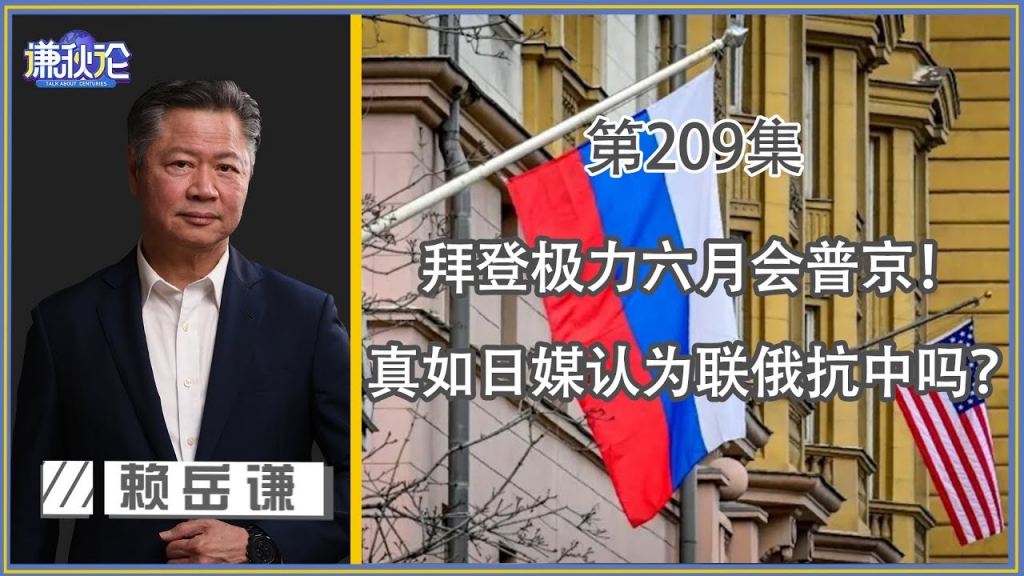 谦秋论
TALK ABOUT CENTURIES
第209集
拜登极力六月会普京！
真如日媒认为联俄抗中吗？
赖岳谦